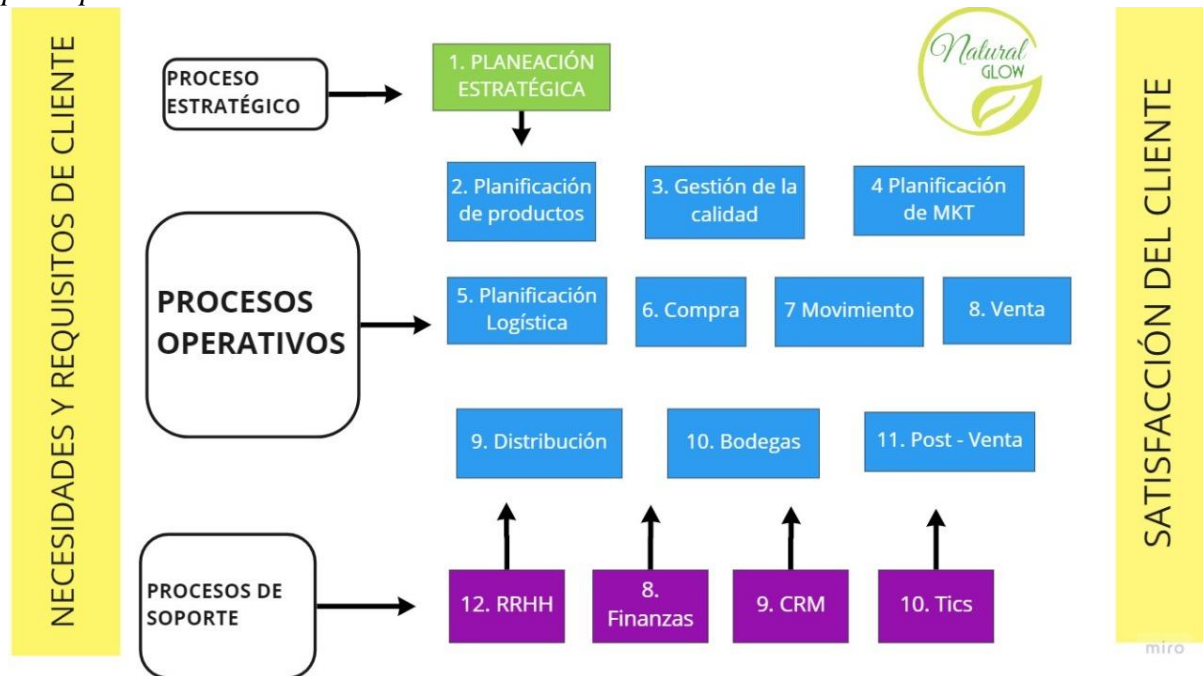 NECESIDADES Y REQUISITOS DE CLIENTE
PROCESO
ESTRATÉGICO
1. PLANEACIÓN
ESTRATÉGICA
Natural
GLOW
2. Planificación
de productos
3. Gestión de la
calidad
4 Planificación
de MKT
PROCESOS
OPERATIVOS
5. Planificación
Logística
6. Compra
7 Movimiento
8. Venta
9. Distribución
10. Bodegas
11. Post - Venta
PROCESOS DE
SOPORTE
12. RRHH
8.
Finanzas
9. CRM
10. Tics
SATISFACCIÓN DEL CLIENTE
miro